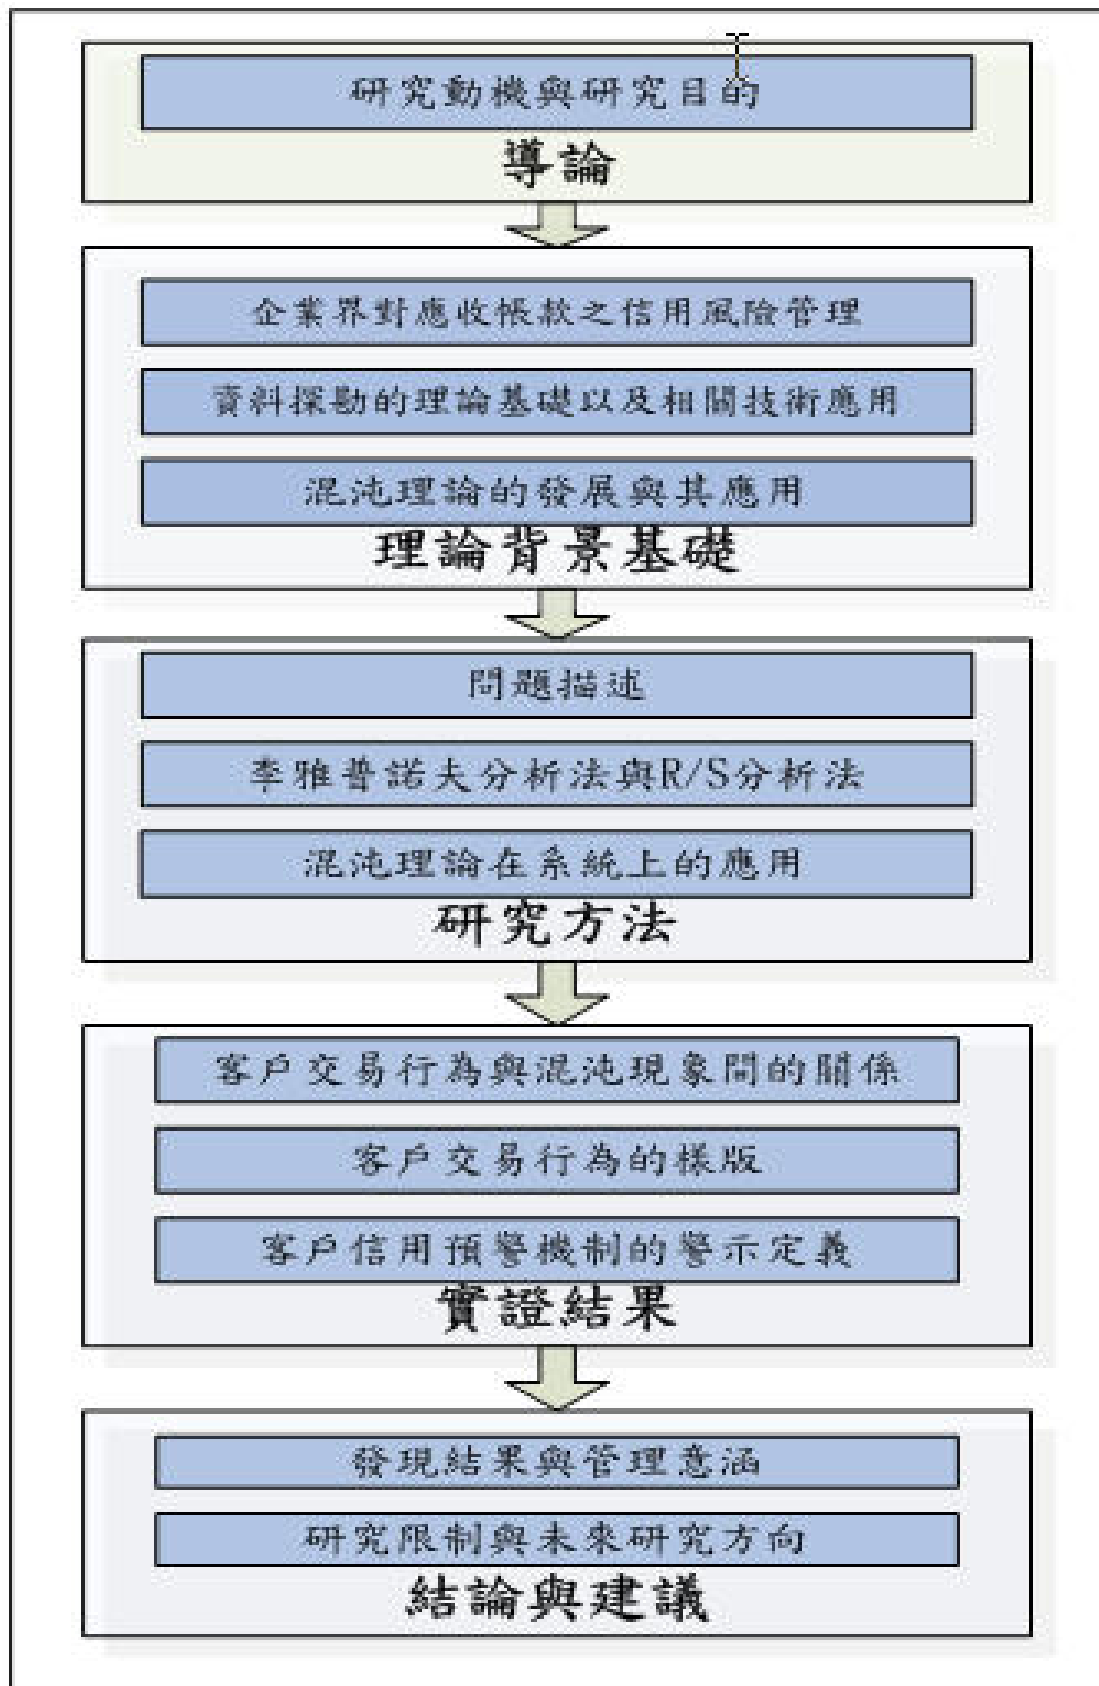 研究動機與研究目的
導論
企業界對應收帳款之信用風險管理
資料探勘的理論基礎以及相關技術應用
混沌理論的發展與其應用
理論背景基礎
問題描述
李雅普諾夫分析法與R/S分析法
混沌理論在系統上的應用
研究方法
客戶交易行為與混沌現象間的關係
客戶交易行為的樣版
客戶信用預警機制的警示定義
實證結果
發現結果與管理意涵
研究限制與未來研究方向
結論與建議